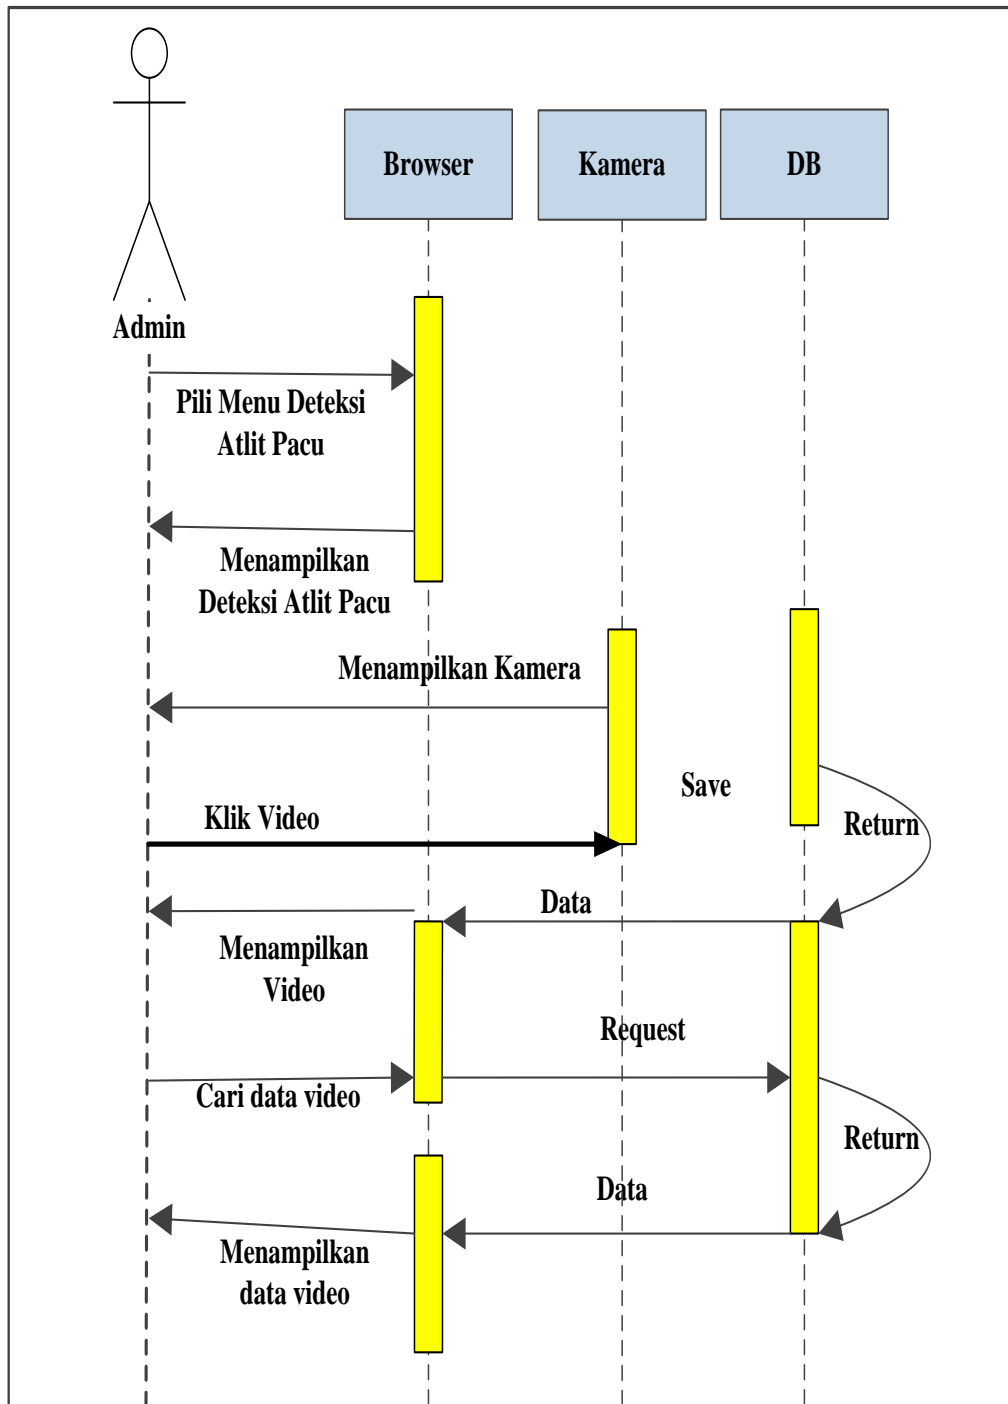 Browser
Kamera
DB
Admin
Pili Menu Deteksi
Atlit Pacu
Menampilkan
Deteksi Atlit Pacu
Menampilkan Kamera
Save
Klik Video
Return
Data
Menampilkan
Video
Request
Cari data video
Return
Data
Menampilkan
data video